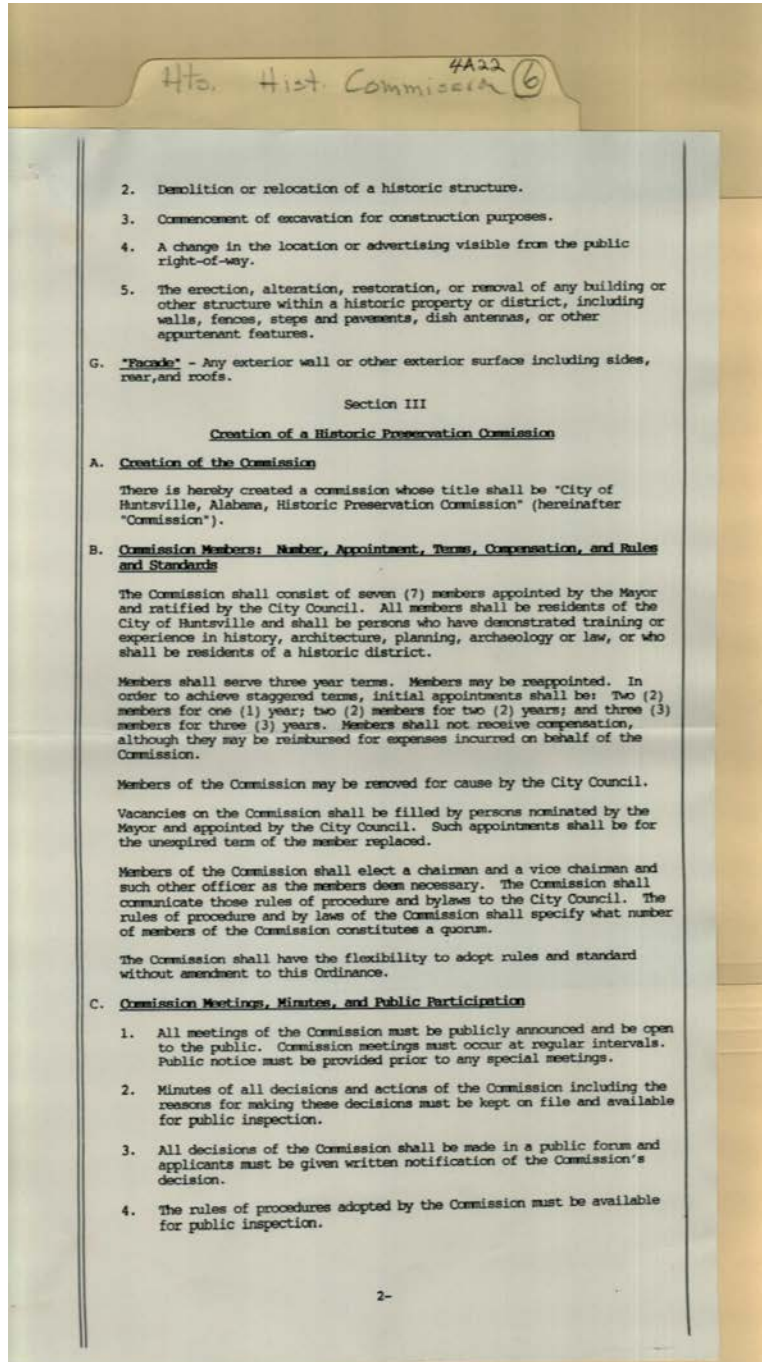 4A22
Hts. Hist. Commission 6
2. Demolition or relocation of a historic structure.
3. Commencement of excavation for construction purposes.
4. A change in the location or advertising visible from the public
right-of-way.
5. The erection, alteration, restoration, or removal of any building or
other structure within a historic property or district, including
walls, fences, steps and pavements, dish antennas, or other
appurtenant features.
G. "Facade" - Any exterior wall or other exterior surface including sides,
rear,and roofs.
Section III
Creation of a Historic Preservation Commission
A. Creation of the Commission
There is hereby created a commission whose title shall be "City of
Huntsville, Alabama, Historic Preservation Commission" (hereinafter
"Commission").
B. Commission Members: Number, Appointment, Terms, Compensation, and Rules
and Standards
The Commission shall consist of seven (7) members appointed by the Mayor
and ratified by the City Council. All members shall be residents of the
City of Huntsville and shall be persons who have demonstrated training or
experience in history, architecture, planning, archaeology or law, or who
shall be residents of a historic district.
Members shall serve three year terms. Members may be reappointed. In
order to achieve staggered terms, initial appointments shall be: Two (2)
members for one (1) year; two (2) members for two (2) years; and three (3)
members for three (3) years. Members shall not receive compensation,
although they may be reimbursed for expenses incurred on behalf of the
Commission.
Members of the Commission may be removed for cause by the City Council.
Vacancies on the Commission shall be filled by persons nominated by the
Mayor and appointed by the City Council. Such appointments shall be for
the unexpired term of the member replaced.
Members of the Commission shall elect a chairman and a vice chairman and
such other officer as the members deem necessary. The Commission shall
communicate those rules of procedure and bylaws to the City Council. The
rules of procedure and by laws of the Commission shall specify what number
of members of the Commission constitutes a quorum.
The Commission shall have the flexibility to adopt rules and standard
without amendment to this Ordinance.
C. Commission Meetings, Minutes, and Public Participation
1. All meetings of the Commission must be publicly announced and be open
to the public. Commission meetings must occur at regular intervals.
Public notice must be provided prior to any special meetings.
2. Minutes of all decisions and actions of the Commission including the
reasons for making these decisions must be kept on file and available
for public inspection.
3. All decisions of the Commission shall be made in a public forum and
applicants must be given written notification of the Commission's
decision.
4. The rules of procedures adopted by the Commission must be available
for public inspection.
2-